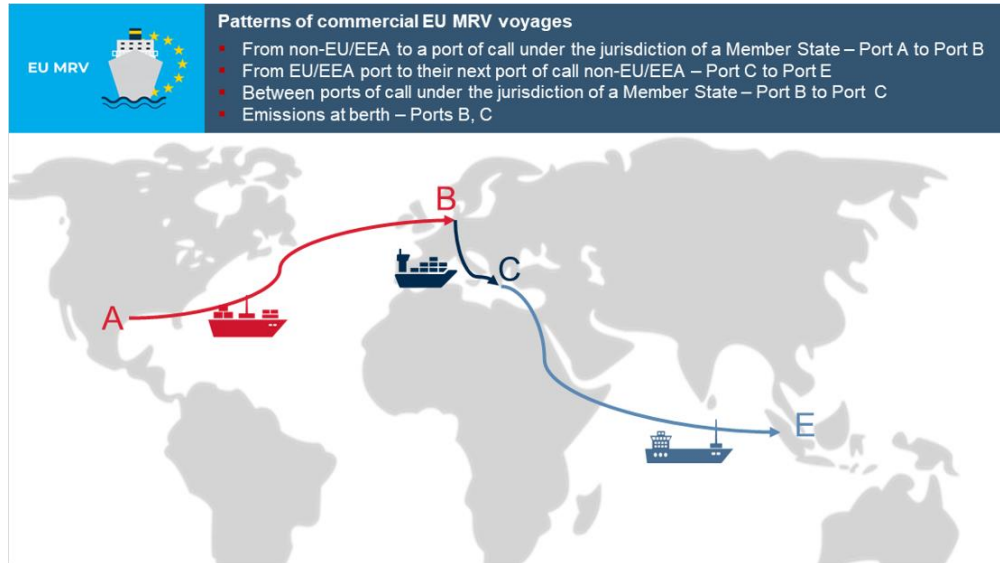 EU MRV
Patterns of commercial EU MRV voyages
▪ From non-EU/EEA to a port of call under the jurisdiction of a Member State – Port A to Port B
▪ From EU/EEA port to their next port of call non-EU/EEA – Port C to Port E
▪ Between ports of call under the jurisdiction of a Member State – Port B to Port C
▪ Emissions at berth – Ports B, C
B
C
A
E